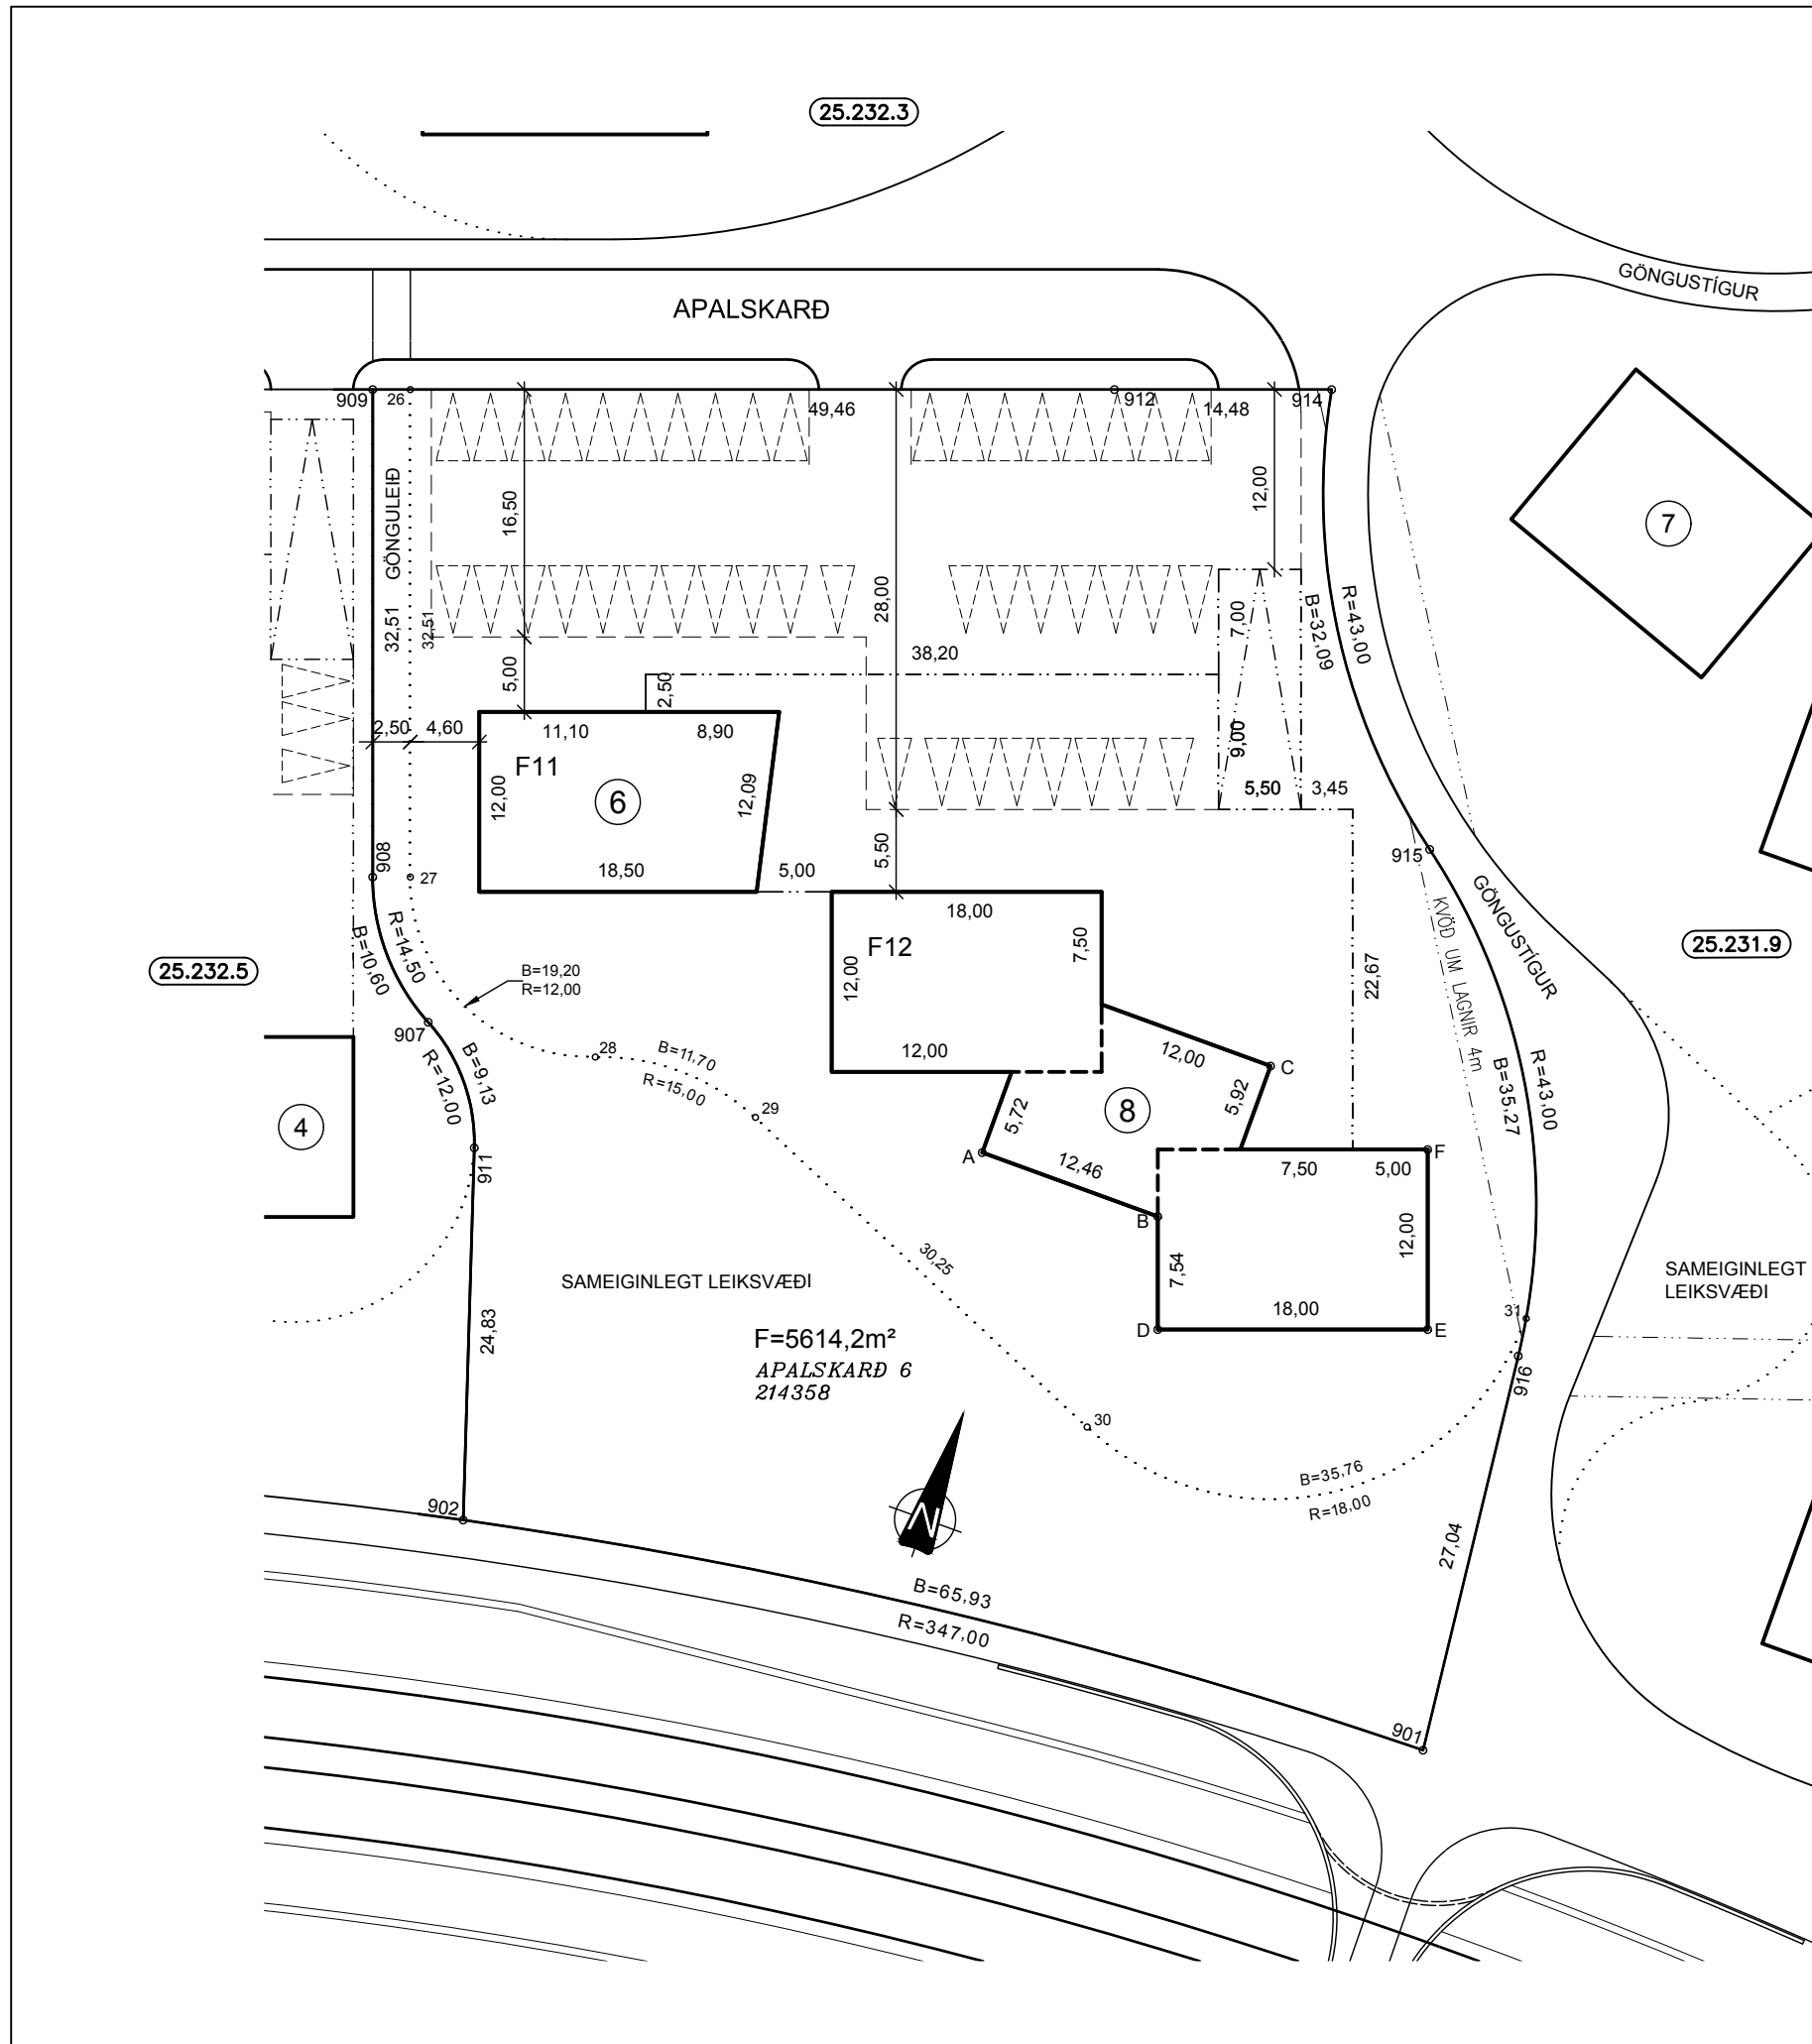 25.232.3
GÖNGUSTÍGUR
APALSKARÐ
909
26
49,46
912
14,48
914
GÖNGULEIÐ
16,50
12,00
7
28,00
32,51
32,51
7,00
B=32,09
R=43,00
38,20
5,00
2,50
9,00
2,50
4,60
11,10
8,90
F11
6
12,00
12,09
5,50
3,45
908
27
18,50
5,00
5,50
915
18,00
F12
7,50
12,00
R=14,50
B=10,60
KVÖÐ UM LAGNIR 4m
GÖNGUSTÍGUR
25.231.9
25.232.5
B=19,20
R=12,00
22,67
907
28
B=11,70
R=15,00
B=9,13
R=12,00
12,00
12,00
C
29
4
8
5,72
5,92
B=35,27
R=43,00
911
A
12,46
F
7,50
5,00
B
12,00
7,54
30,25
SAMEIGINLEGT LEIKSVÆÐI
SAMEIGINLEGT
LEIKSVÆÐI
18,00
31
24,83
F=5614,2m²
D
E
APALSKARÐ 6
214358
916
30
N
B=35,76
R=18,00
902
27,04
B=65,93
R=347,00
901